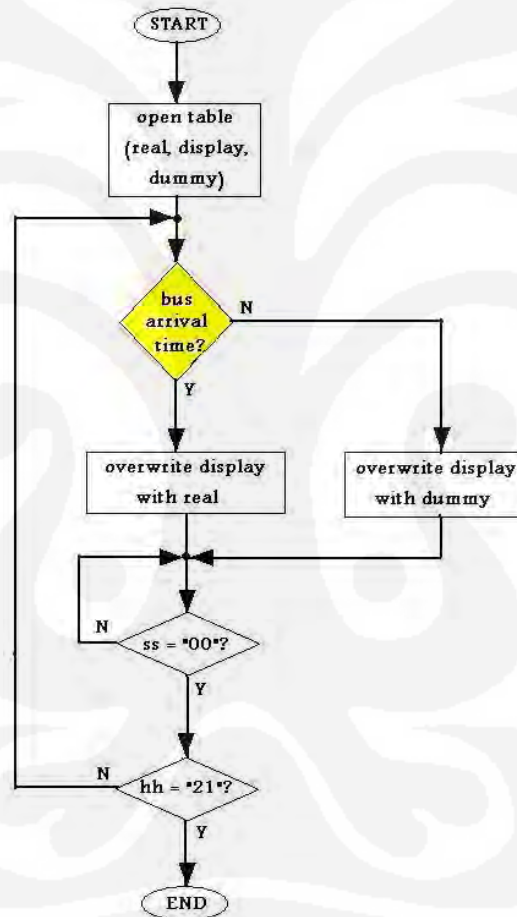 START
open table
(real, display,
dummy)
bus
arrival
time?
N
Y
overwrite display
with real
overwrite display
with dummy
N
ss = "00"?
Y
N
hh = "21"?
Y
END